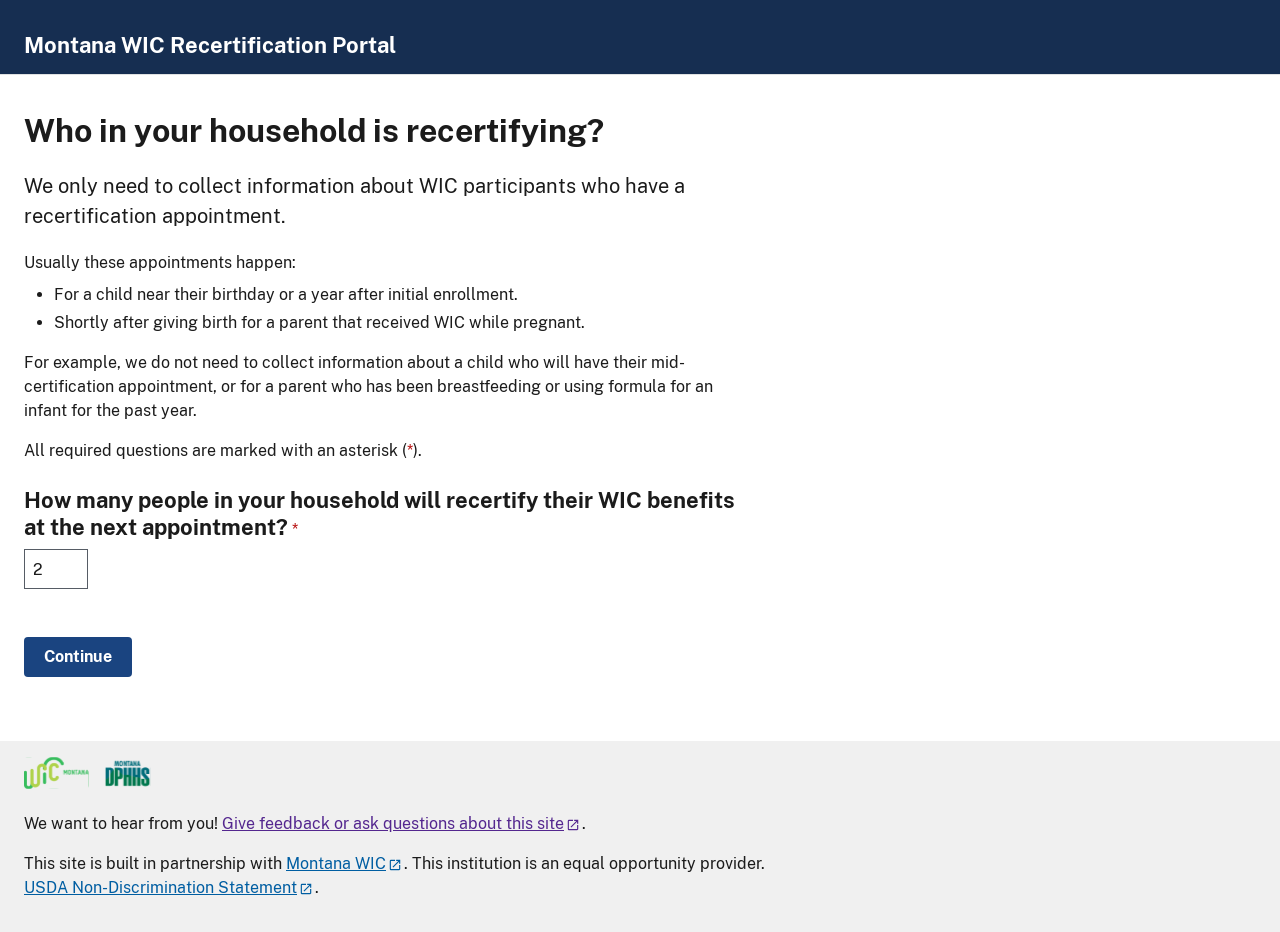 Montana WIC Recertification Portal
Who in your household is recertifying?
We only need to collect information about WIC participants who have a
recertification appointment.
Usually these appointments happen:
• For a child near their birthday or a year after initial enrollment.
• Shortly after giving birth for a parent that received WIC while pregnant.
For example, we do not need to collect information about a child who will have their mid-
certification appointment, or for a parent who has been breastfeeding or using formula for an
infant for the past year.
All required questions are marked with an asterisk (*).
How many people in your household will recertify their WIC benefits
at the next appointment? *
2
Continue
WIC MONTANA MONTANA DPHHS
We want to hear from you! Give feedback or ask questions about this site.
This site is built in partnership with Montana WIC. This institution is an equal opportunity provider.
USDA Non-Discrimination Statement.